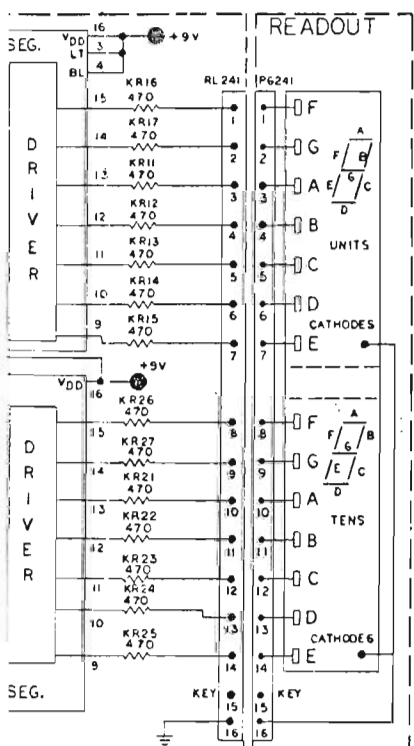 READOUT
SEG.
16
VDD
3
LT
4
BL
+9V
RL241
P6241
KR16
15
470
1
1
F
KR17
14
470
2
2
G
KR11
13
470
3
3
A
KR12
12
470
4
4
B
KR13
11
470
5
5
C
KR14
10
470
6
6
D
KR15
9
470
7
7
E
DRIVER
A
F
B
G
E
C
D
UNITS
CATHODES
VDD
16
+9V
KR26
15
470
8
8
F
KR27
14
470
9
9
G
KR21
13
470
10
10
A
KR22
12
470
11
11
B
KR23
11
470
12
12
C
KR24
10
470
13
13
D
KR25
9
470
14
14
E
DRIVER
A
F
B
G
E
C
D
TENS
CATHODE6
SEG.
KEY
15
15
KEY
16
16